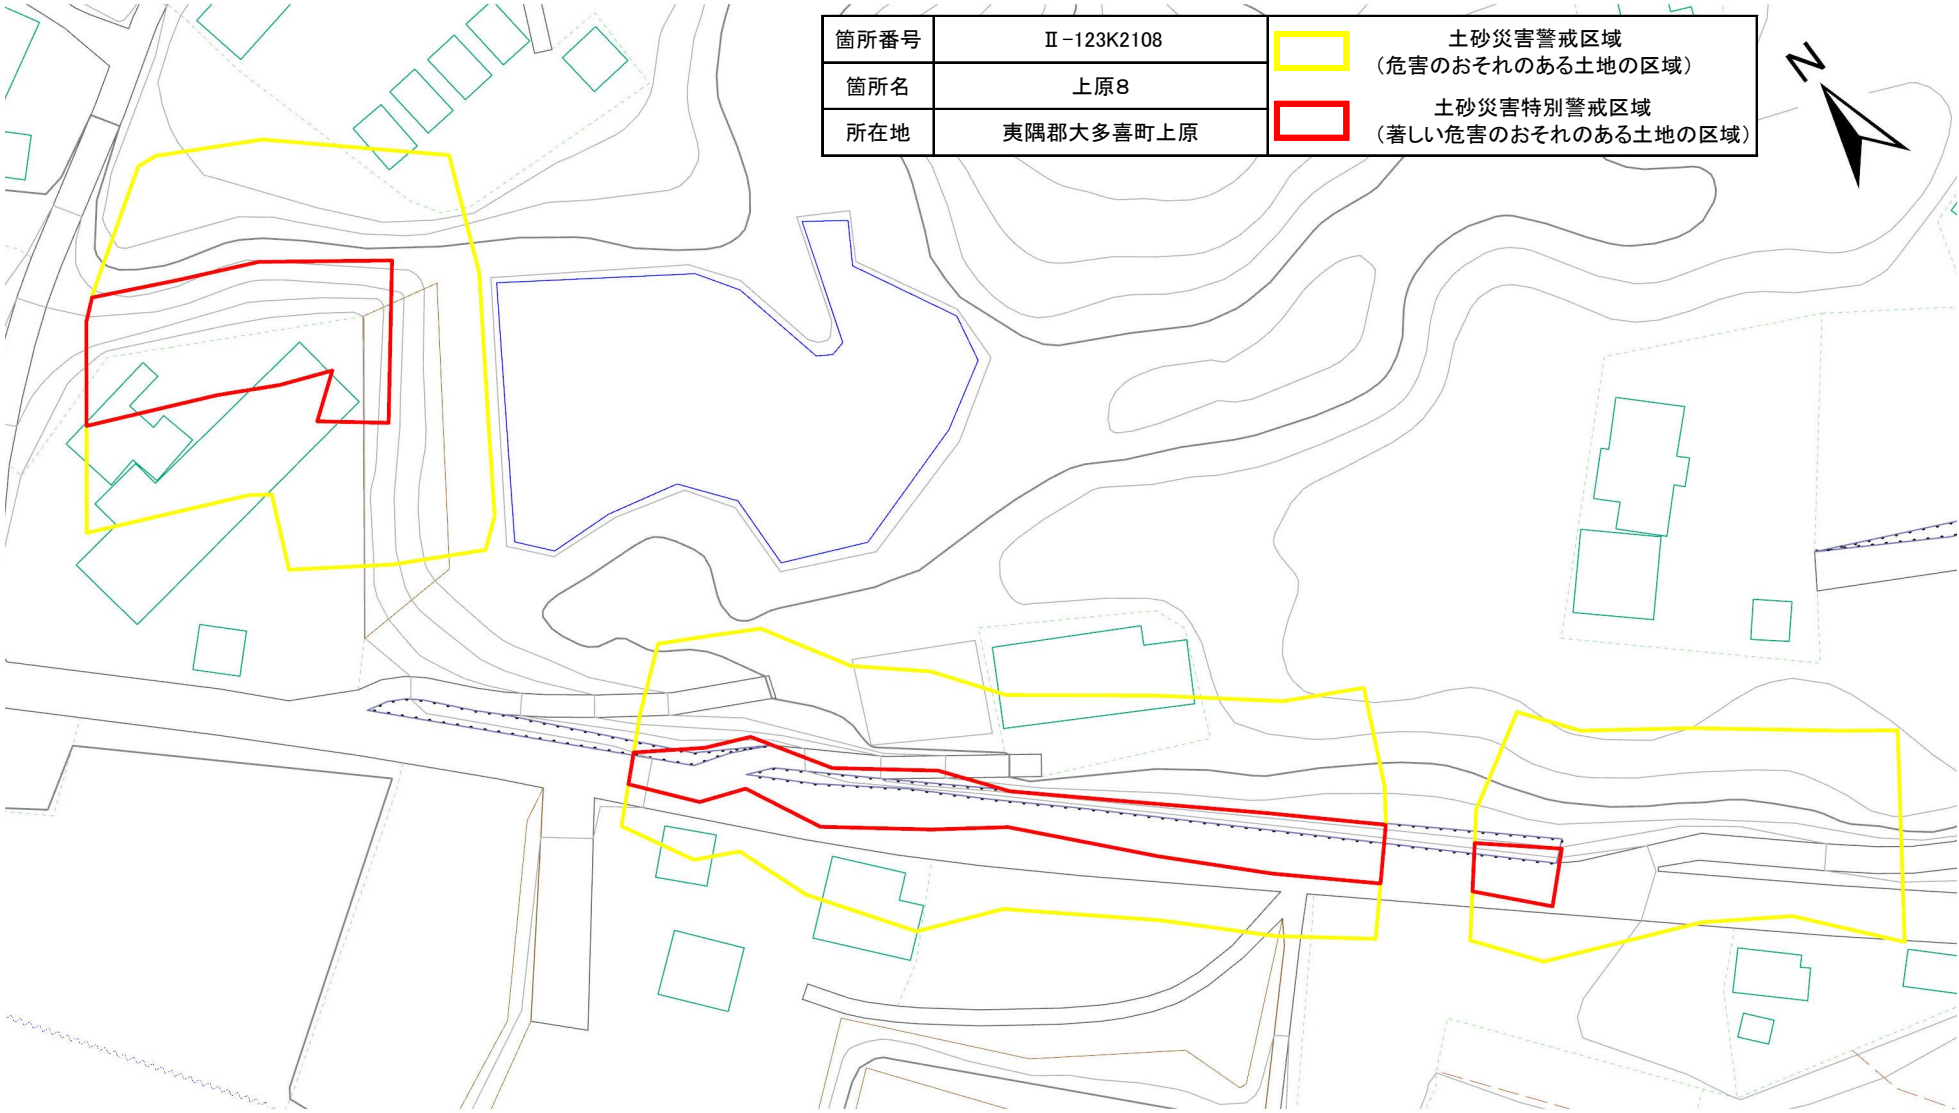 箇所番号 Ⅱ-123K2108
箇所名 上原8
所在地 夷隅郡大多喜町上原
土砂災害警戒区域
(危害のおそれのある土地の区域)
土砂災害特別警戒区域
(著しい危害のおそれのある土地の区域)
N